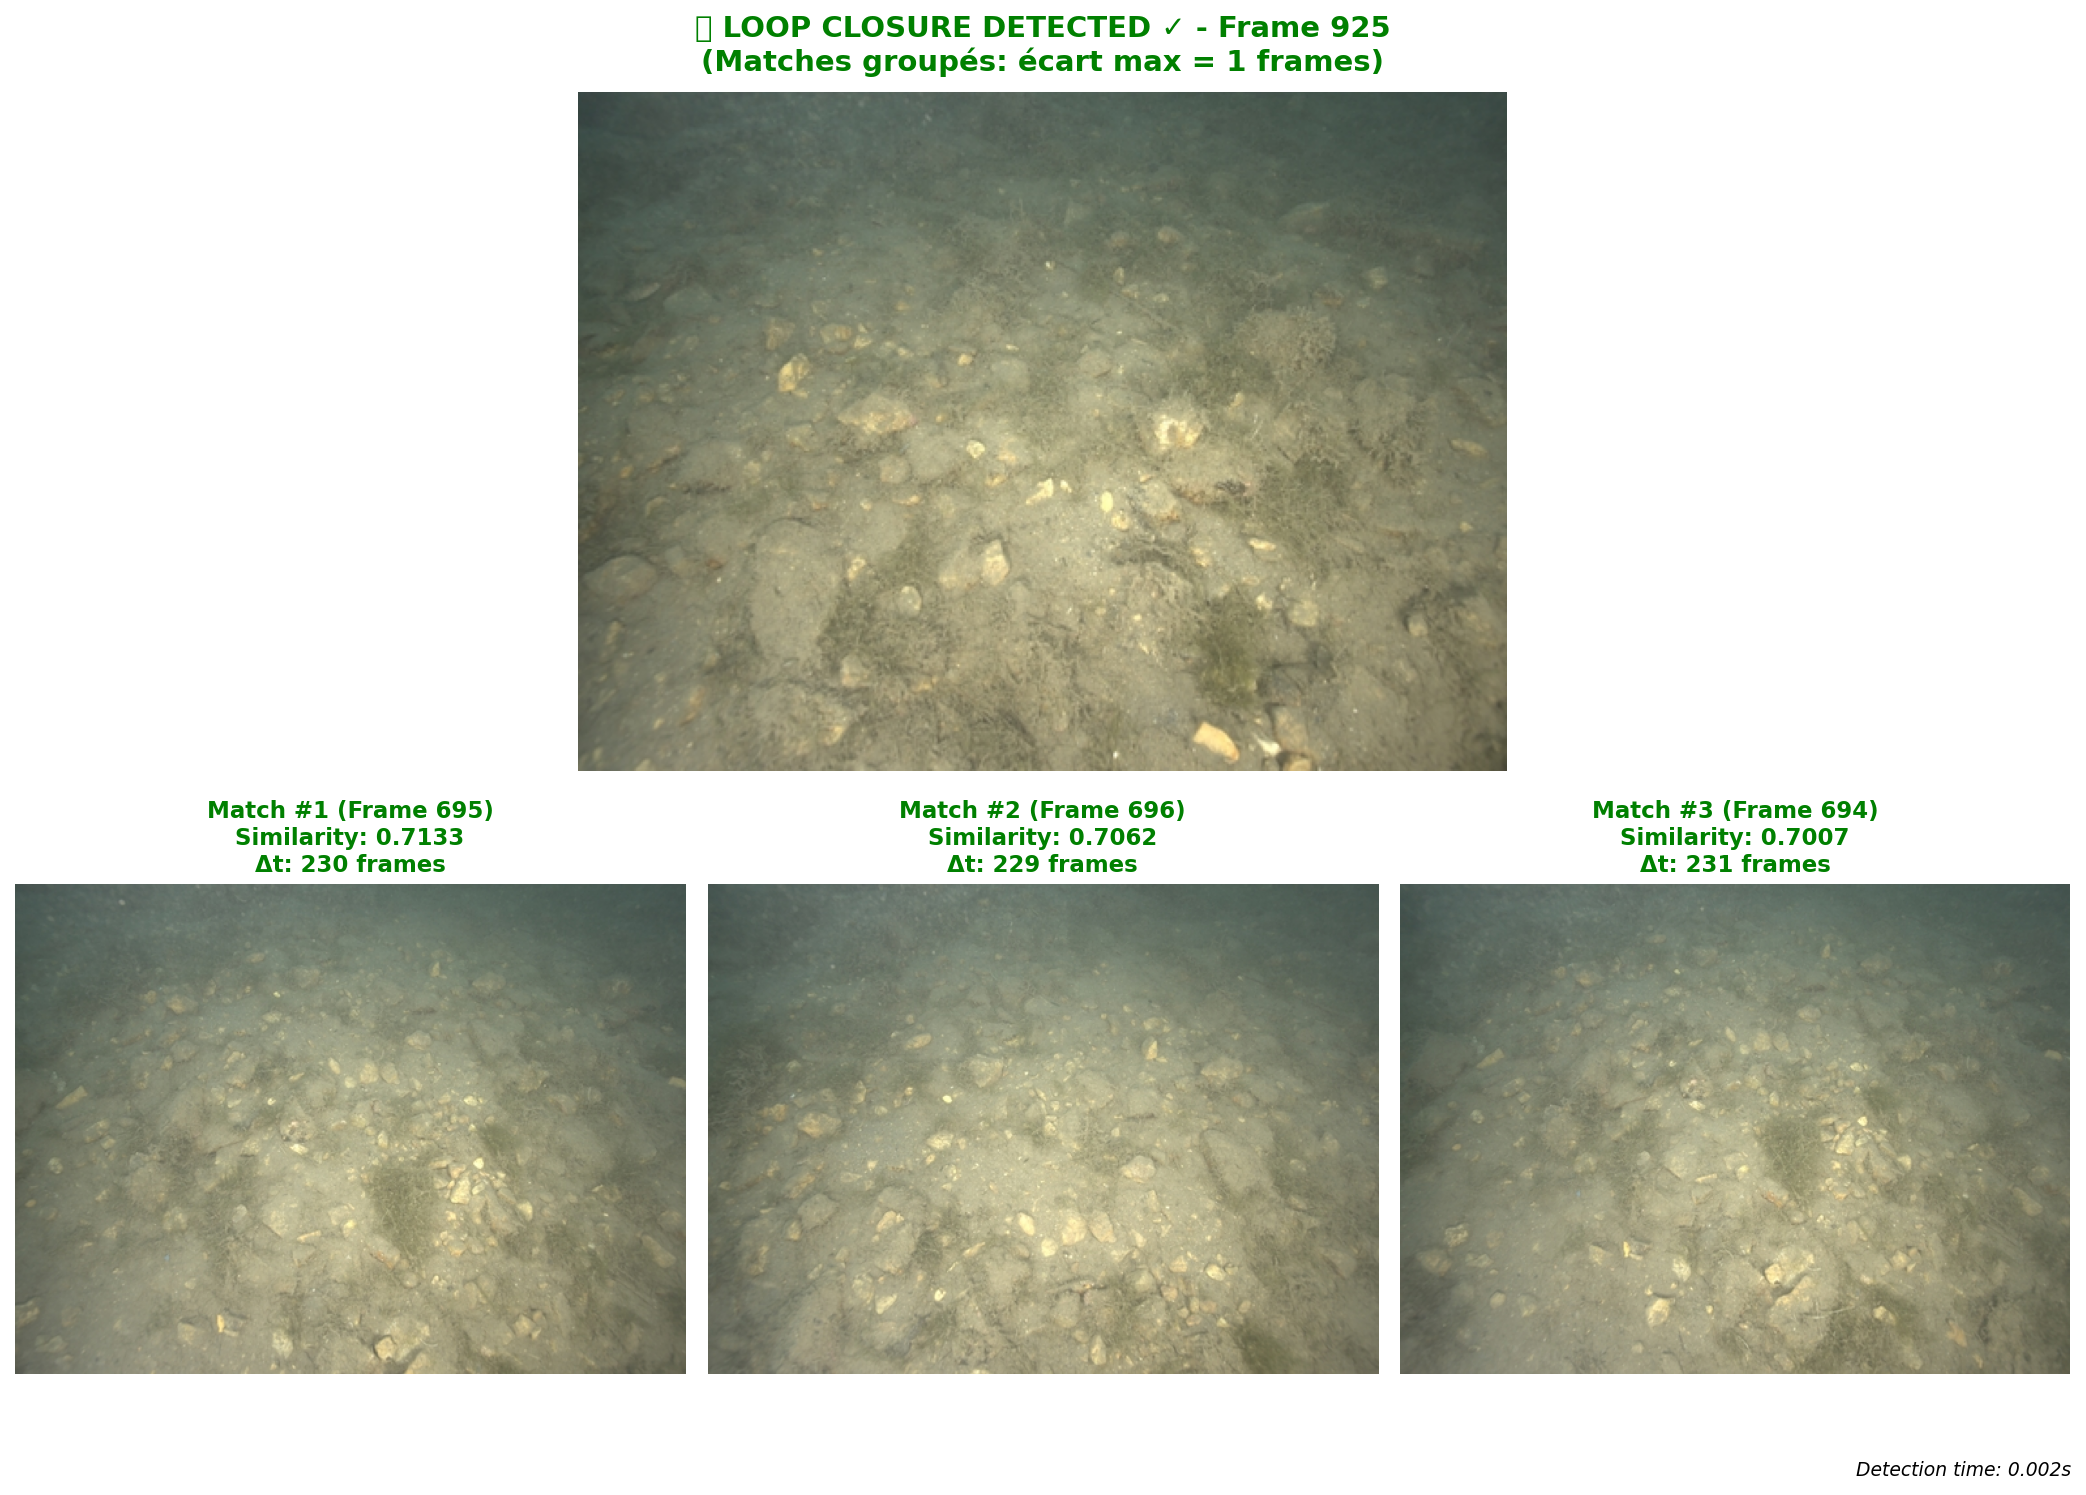 LOOP CLOSURE DETECTED ✓ - Frame 925
(Matches groupés: écart max = 1 frames)
Match #1 (Frame 695)
Similarity: 0.7133
Δt: 230 frames
Match #2 (Frame 696)
Similarity: 0.7062
Δt: 229 frames
Match #3 (Frame 694)
Similarity: 0.7007
Δt: 231 frames
Detection time: 0.002s